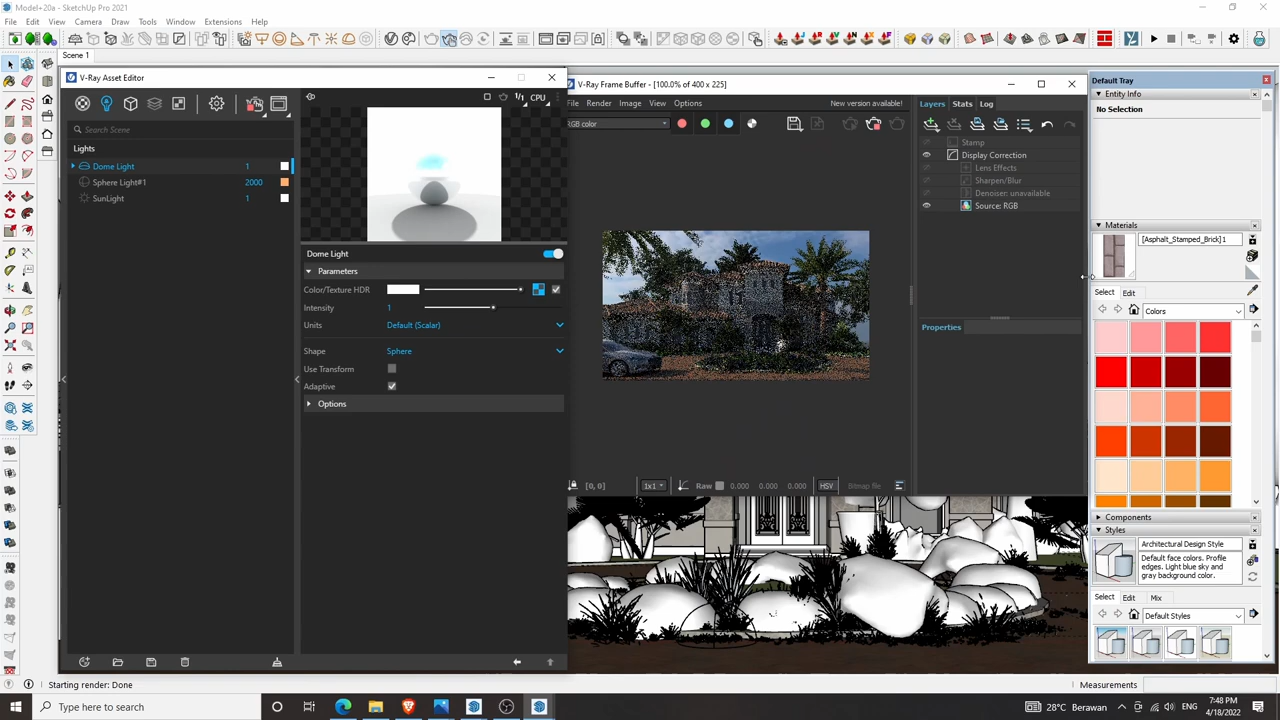 Model+20a - SketchUp Pro 2021
File Edit View Camera Draw Tools Window Extensions Help
Scene 1
V-Ray Asset Editor
1/1 CPU
Search Scene
Lights
Dome Light 1
Sphere Light#1 2000
SunLight 1
Dome Light
Parameters
Color/Texture HDR
Intensity 1
Units Default (Scalar)
Shape Sphere
Use Transform
Adaptive
Options
V-Ray Frame Buffer - [100.0% of 400 x 225]
File Render Image View Options New version available!
RGB color
Layers Stats Log
Stamp
Display Correction
Lens Effects
Sharpen/Blur
Denoiser: unavailable
Source: RGB
Properties
[0, 0] 1x1 Raw 0.000 0.000 0.000 HSV Bitmap file
Default Tray
Entity Info
No Selection
Materials
[Asphalt_Stamped_Brick]1
Select Edit
Colors
Components
Styles
Architectural Design Style
Default face colors. Profile
edges. Light blue sky and
gray background color.
Select Edit Mix
Default Styles
Starting render: Done
Measurements
Type here to search
28°C Berawan
ENG
7:48 PM
4/18/2022